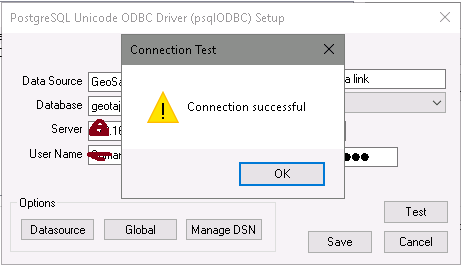 PostgreSQL Unicode ODBC Driver (psqlODBC) Setup
Connection Test
Data Source GeoSa a link
Connection successful
Database geotaj
Server .16
User Name
OK
Options
Datasource Global Manage DSN
Test
Save Cancel